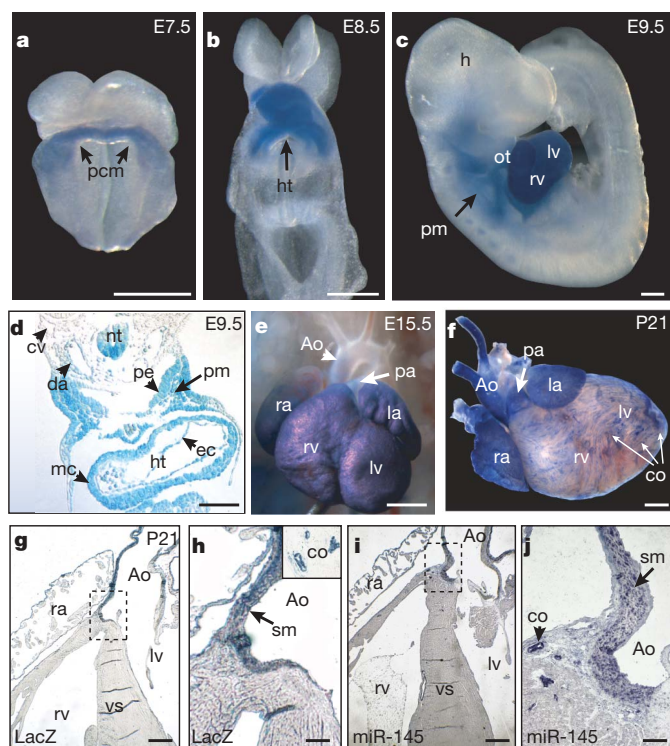 a E7.5
pcm
b E8.5
ht
c E9.5
h
ot
lv
rv
pm
d E9.5
cv
nt
da
pe
pm
mc
ht
ec
e E15.5
Ao
pa
ra
la
rv
lv
f P21
pa
Ao
la
lv
ra
rv
co
g P21
Ao
ra
lv
rv
vs
LacZ
h
co
Ao
sm
LacZ
i
Ao
ra
rv
vs
lv
miR-145
j
sm
co
Ao
miR-145